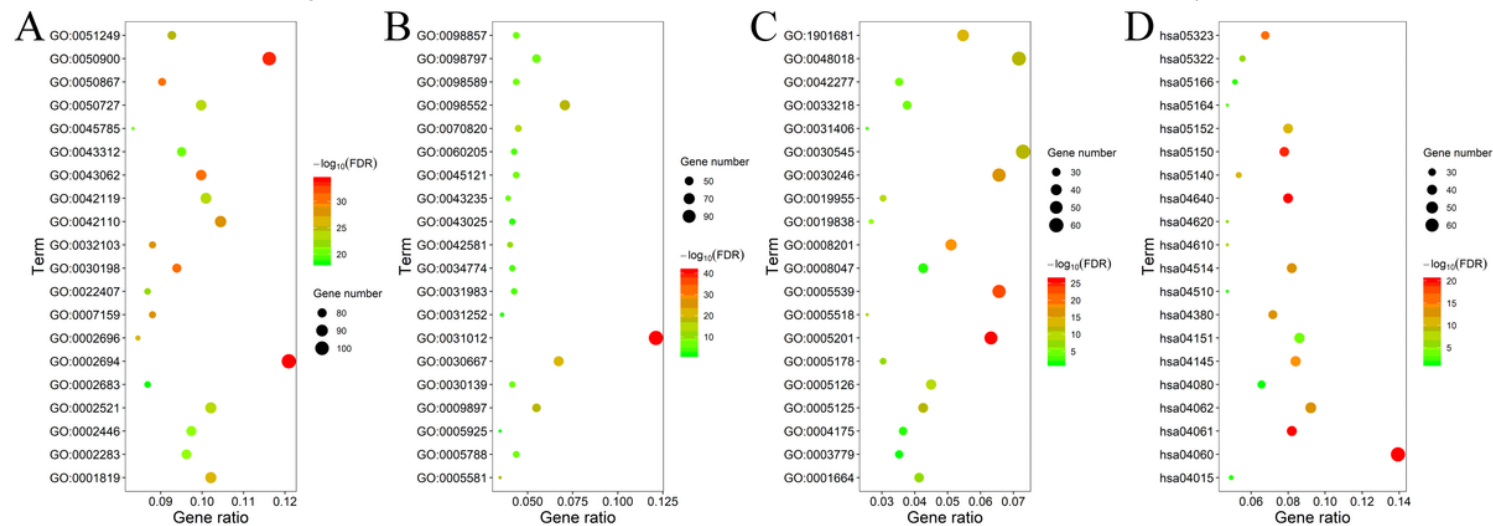 A
Term
GO:0051249
GO:0050900
GO:0050867
GO:0050727
GO:0045785
GO:0043312
GO:0043062
GO:0042119
GO:0042110
GO:0032103
GO:0030198
GO:0022407
GO:0007159
GO:0002696
GO:0002694
GO:0002683
GO:0002521
GO:0002446
GO:0002283
GO:0001819
0.09 0.10 0.11 0.12
Gene ratio
−log10(FDR)
30
25
20
Gene number
80
90
100
B
Term
GO:0098857
GO:0098797
GO:0098589
GO:0098552
GO:0070820
GO:0060205
GO:0045121
GO:0043235
GO:0043025
GO:0042581
GO:0034774
GO:0031983
GO:0031252
GO:0031012
GO:0030667
GO:0030139
GO:0009897
GO:0005925
GO:0005788
GO:0005581
0.050 0.075 0.100 0.125
Gene ratio
Gene number
50
70
90
−log10(FDR)
40
30
20
10
C
Term
GO:1901681
GO:0048018
GO:0042277
GO:0033218
GO:0031406
GO:0030545
GO:0030246
GO:0019955
GO:0019838
GO:0008201
GO:0008047
GO:0005539
GO:0005518
GO:0005201
GO:0005178
GO:0005126
GO:0005125
GO:0004175
GO:0003779
GO:0001664
0.03 0.04 0.05 0.06 0.07
Gene ratio
Gene number
30
40
50
60
−log10(FDR)
25
20
15
10
5
D
Term
hsa05323
hsa05322
hsa05166
hsa05164
hsa05152
hsa05150
hsa05140
hsa04640
hsa04620
hsa04610
hsa04514
hsa04510
hsa04380
hsa04151
hsa04145
hsa04080
hsa04062
hsa04061
hsa04060
hsa04015
0.06 0.08 0.10 0.12 0.14
Gene ratio
Gene number
30
40
50
60
−log10(FDR)
20
15
10
5